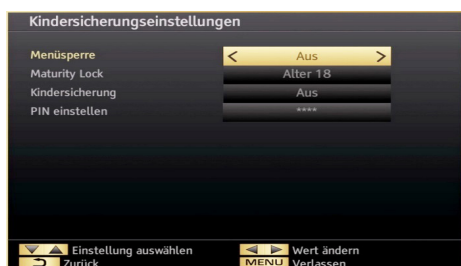 Kindersicherungseinstellungen
Menüsperre < Aus >
Maturity Lock Alter 18
Kindersicherung Aus
PIN einstellen ****
Einstellung auswählen Wert ändern
Zurück MENU Verlassen